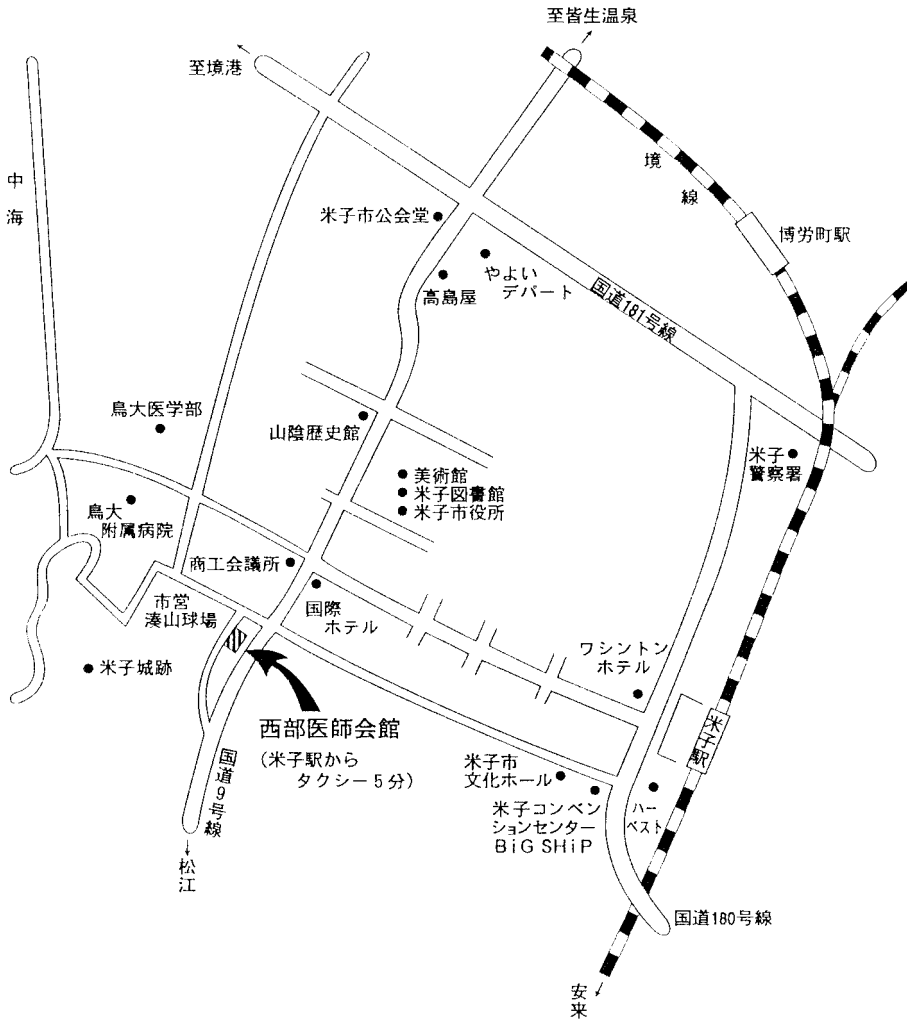 至皆生温泉
至境港
中海
境線
米子市公会堂
博労町駅
やよい
デパート
高島屋
国道181号線
鳥大医学部
山陰歴史館
美術館
米子図書館
米子市役所
米子
警察署
鳥大
附属病院
商工会議所
国際
ホテル
市営
湊山球場
ワシントン
ホテル
米子城跡
西部医師会館
(米子駅から
タクシー5分)
米子駅
国道9号線
米子市
文化ホール
米子コンベン
ションセンター
BiG SHiP
ハー
ベスト
松江
国道180号線
安来